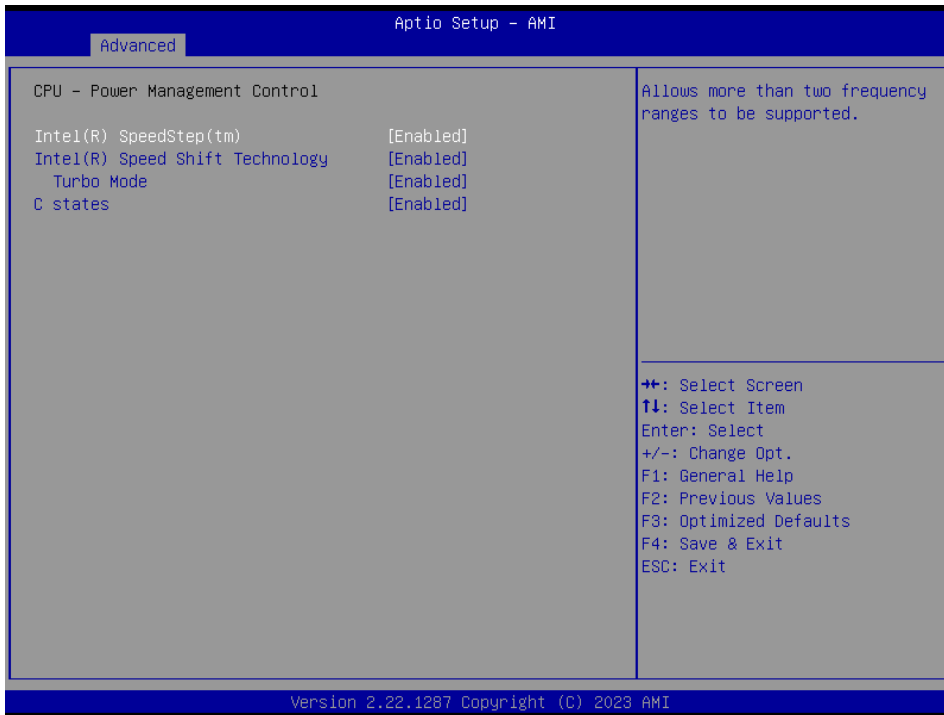 Aptio Setup - AMI
Advanced
CPU - Power Management Control
Intel(R) SpeedStep(tm) [Enabled]
Intel(R) Speed Shift Technology [Enabled]
Turbo Mode [Enabled]
C states [Enabled]
Allows more than two frequency
ranges to be supported.
→←: Select Screen
↑↓: Select Item
Enter: Select
+/-: Change Opt.
F1: General Help
F2: Previous Values
F3: Optimized Defaults
F4: Save & Exit
ESC: Exit
Version 2.22.1287 Copyright (C) 2023 AMI